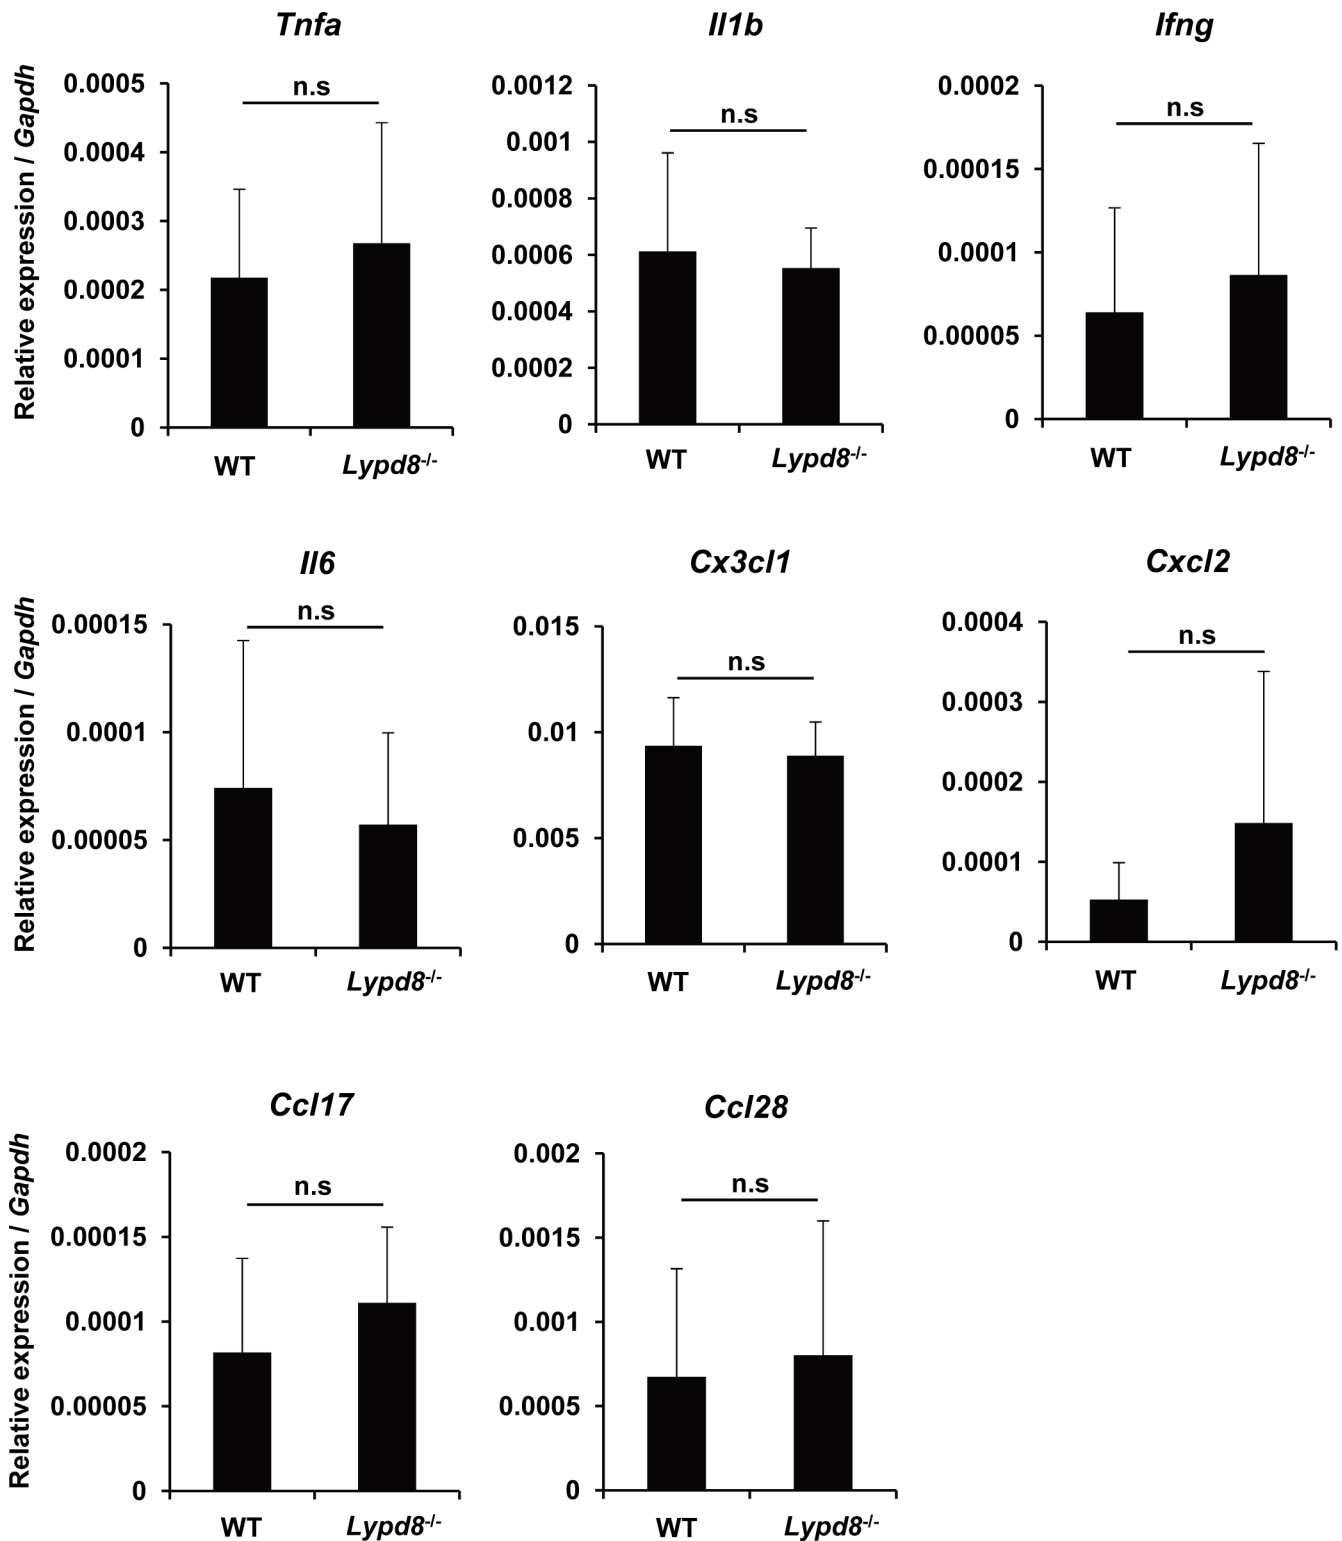 Tnfa
Relative expression / Gapdh
0.0005
0.0004
0.0003
0.0002
0.0001
0
n.s
WT
Lypd8-/-
Il1b
0.0012
0.001
0.0008
0.0006
0.0004
0.0002
0
n.s
WT
Lypd8-/-
Ifng
0.0002
0.00015
0.0001
0.00005
0
n.s
WT
Lypd8-/-
Il6
Relative expression / Gapdh
0.00015
0.0001
0.00005
0
n.s
WT
Lypd8-/-
Cx3cl1
0.015
0.01
0.005
0
n.s
WT
Lypd8-/-
Cxcl2
0.0004
0.0003
0.0002
0.0001
0
n.s
WT
Lypd8-/-
Ccl17
Relative expression / Gapdh
0.0002
0.00015
0.0001
0.00005
0
n.s
WT
Lypd8-/-
Ccl28
0.002
0.0015
0.001
0.0005
0
n.s
WT
Lypd8-/-